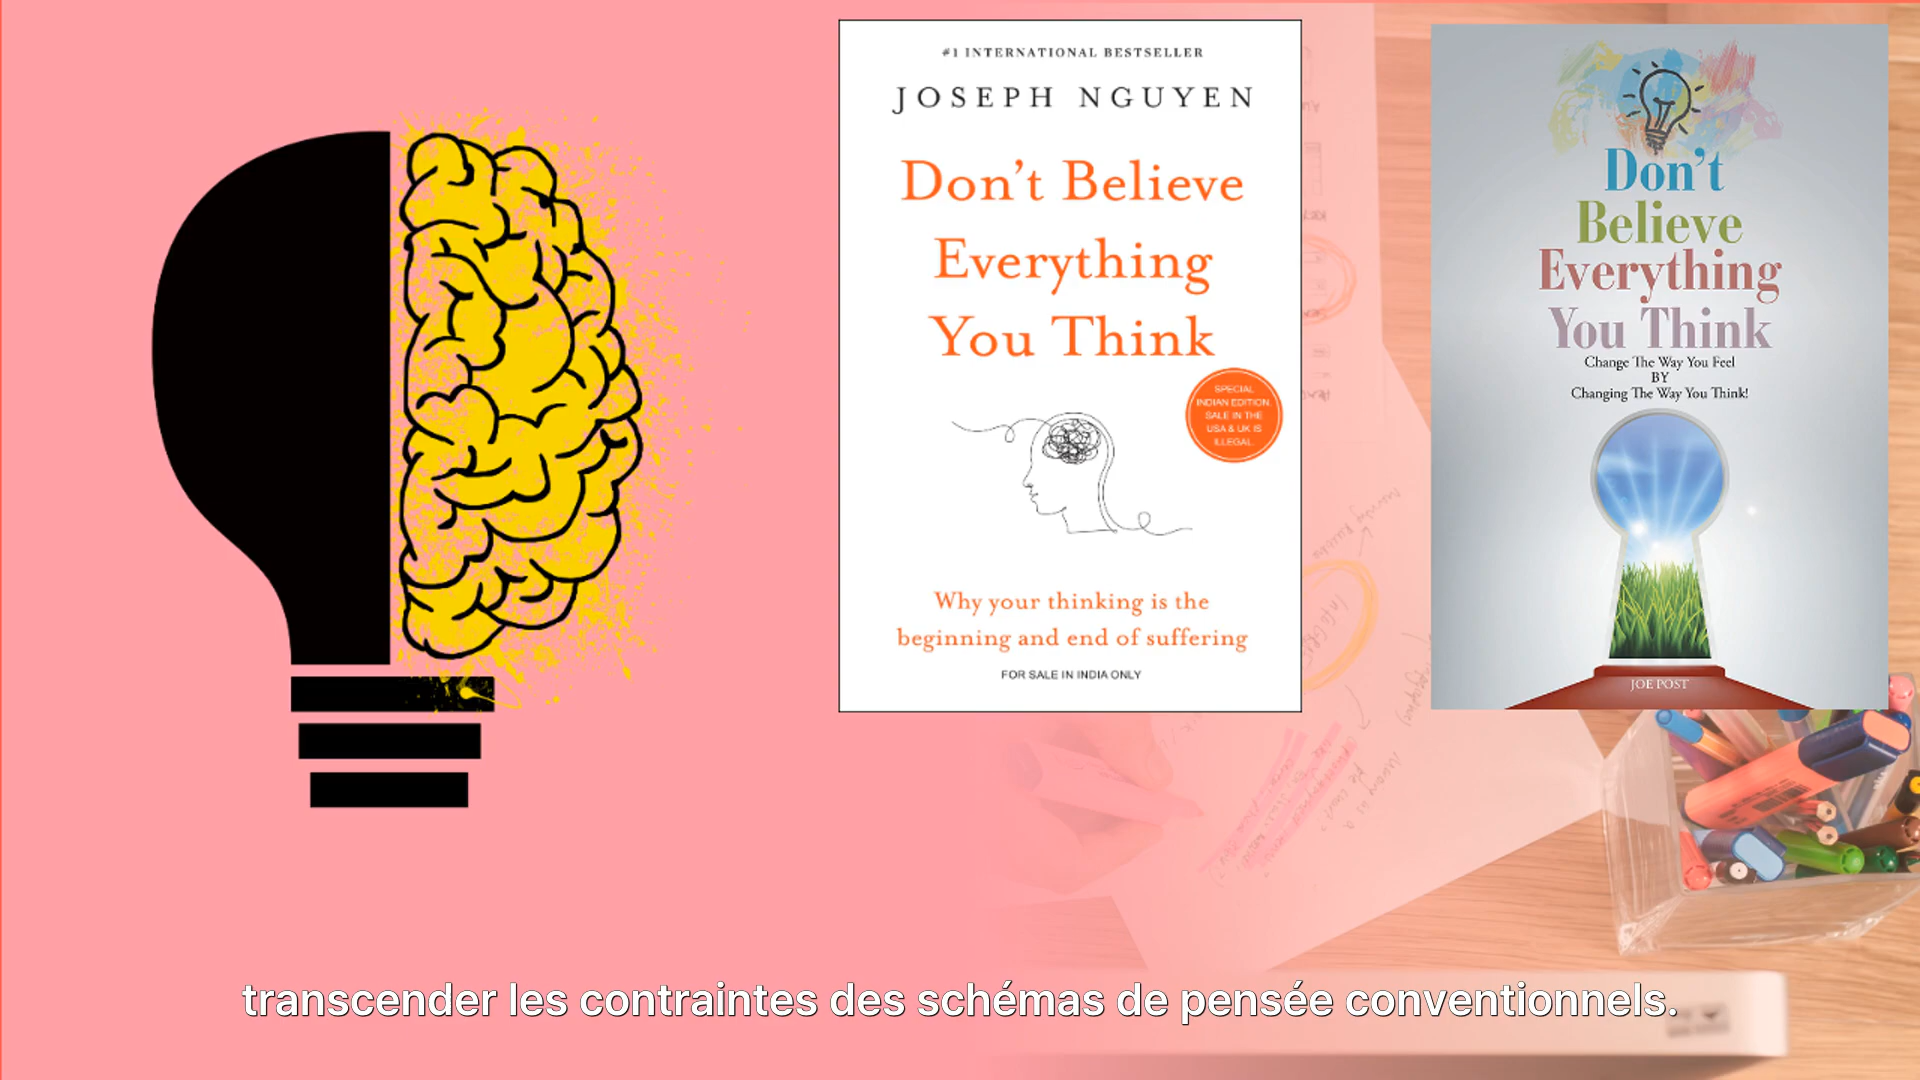 #1 INTERNATIONAL BESTSELLER
JOSEPH NGUYEN
Don't Believe
Everything
You Think
SPECIAL
INDIAN EDITION.
SALE IN THE
USA & UK IS
ILLEGAL
Why your thinking is the
beginning and end of suffering
FOR SALE IN INDIA ONLY
Don't
Believe
Everything
You Think
Change The Way You Feel
BY
Changing The Way You Think!
JOE POST
transcender les contraintes des schémas de pensée conventionnels.